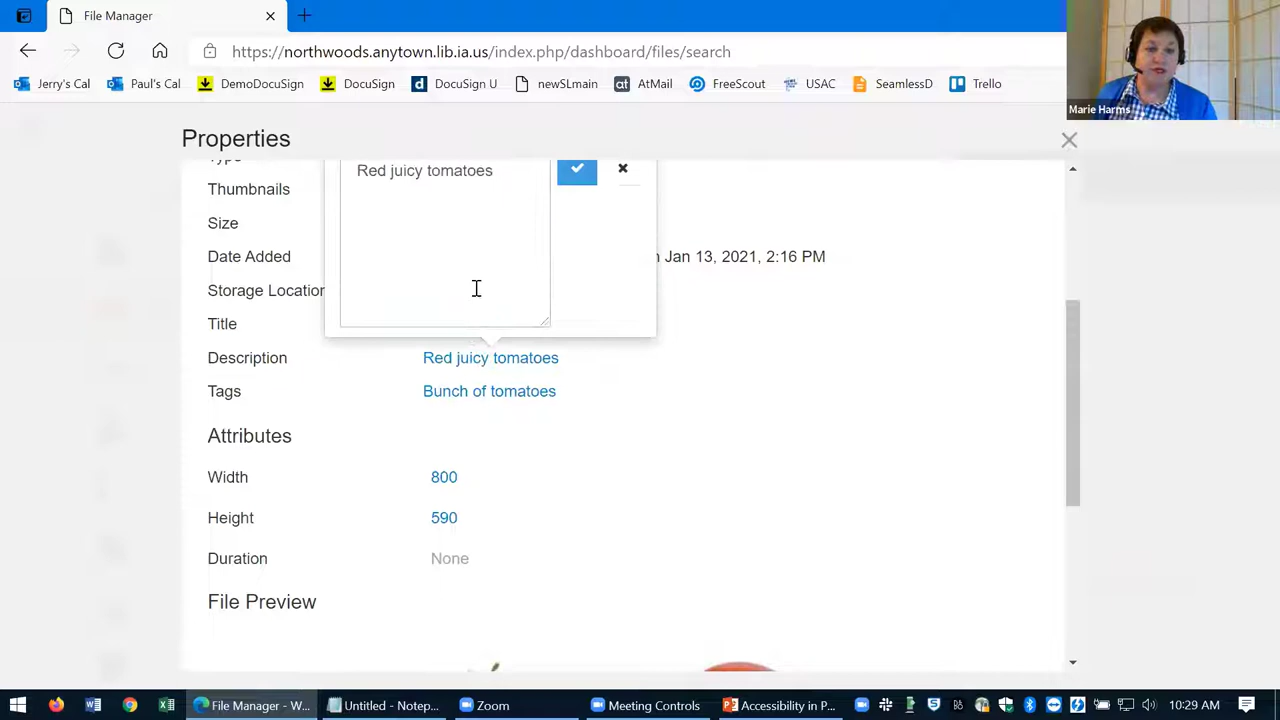 File Manager
https://northwoods.anytown.lib.ia.us/index.php/dashboard/files/search
Jerry's Cal Paul's Cal DemoDocuSign DocuSign DocuSign U newSLmain AtMail FreeScout USAC SeamlessD Trello
Marie Harms
Properties
Type
Red juicy tomatoes
Thumbnails
Size
Date Added Jan 13, 2021, 2:16 PM
Storage Location
Title
Description Red juicy tomatoes
Tags Bunch of tomatoes
Attributes
Width 800
Height 590
Duration None
File Preview
File Manager - W... Untitled - Notep... Zoom Meeting Controls Accessibility in P... 10:29 AM